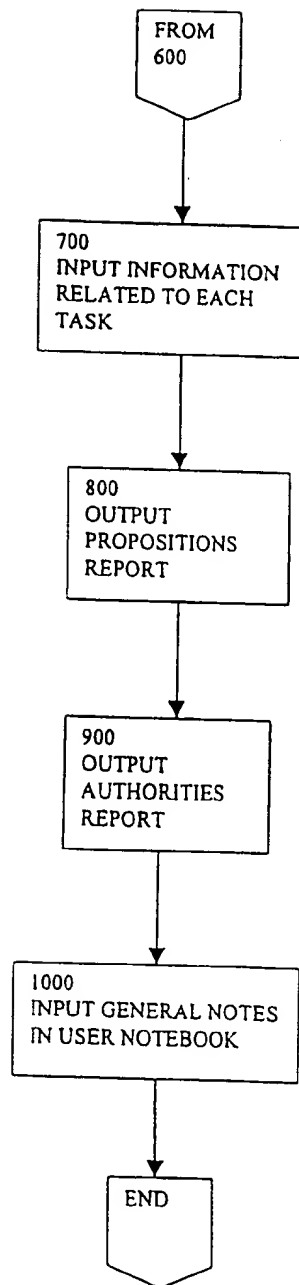 FROM
600
700
INPUT INFORMATION
RELATED TO EACH
TASK
800
OUTPUT
PROPOSITIONS
REPORT
900
OUTPUT
AUTHORITIES
REPORT
1000
INPUT GENERAL NOTES
IN USER NOTEBOOK
END